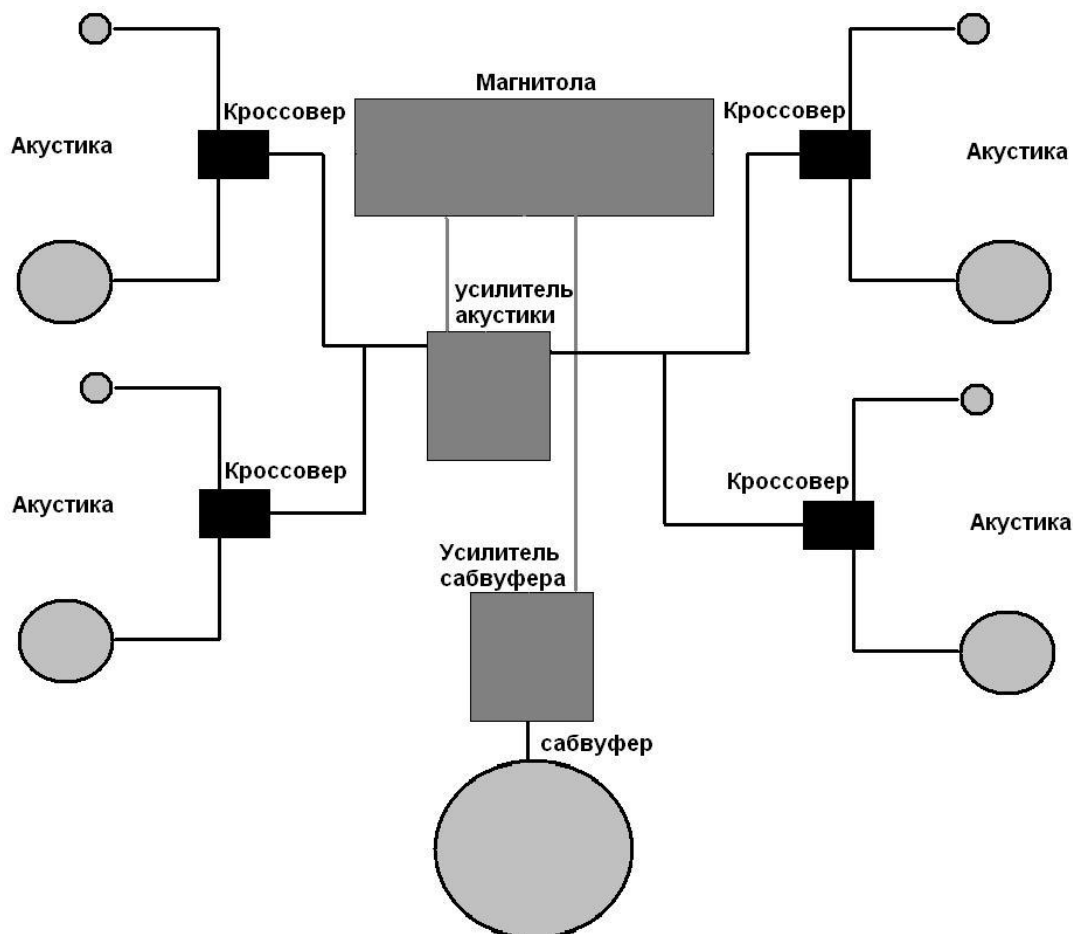 Магнитола
Кроссовер
Кроссовер
Акустика
Акустика
усилитель
акустики
Кроссовер
Кроссовер
Акустика
Акустика
Усилитель
сабвуфера
сабвуфер